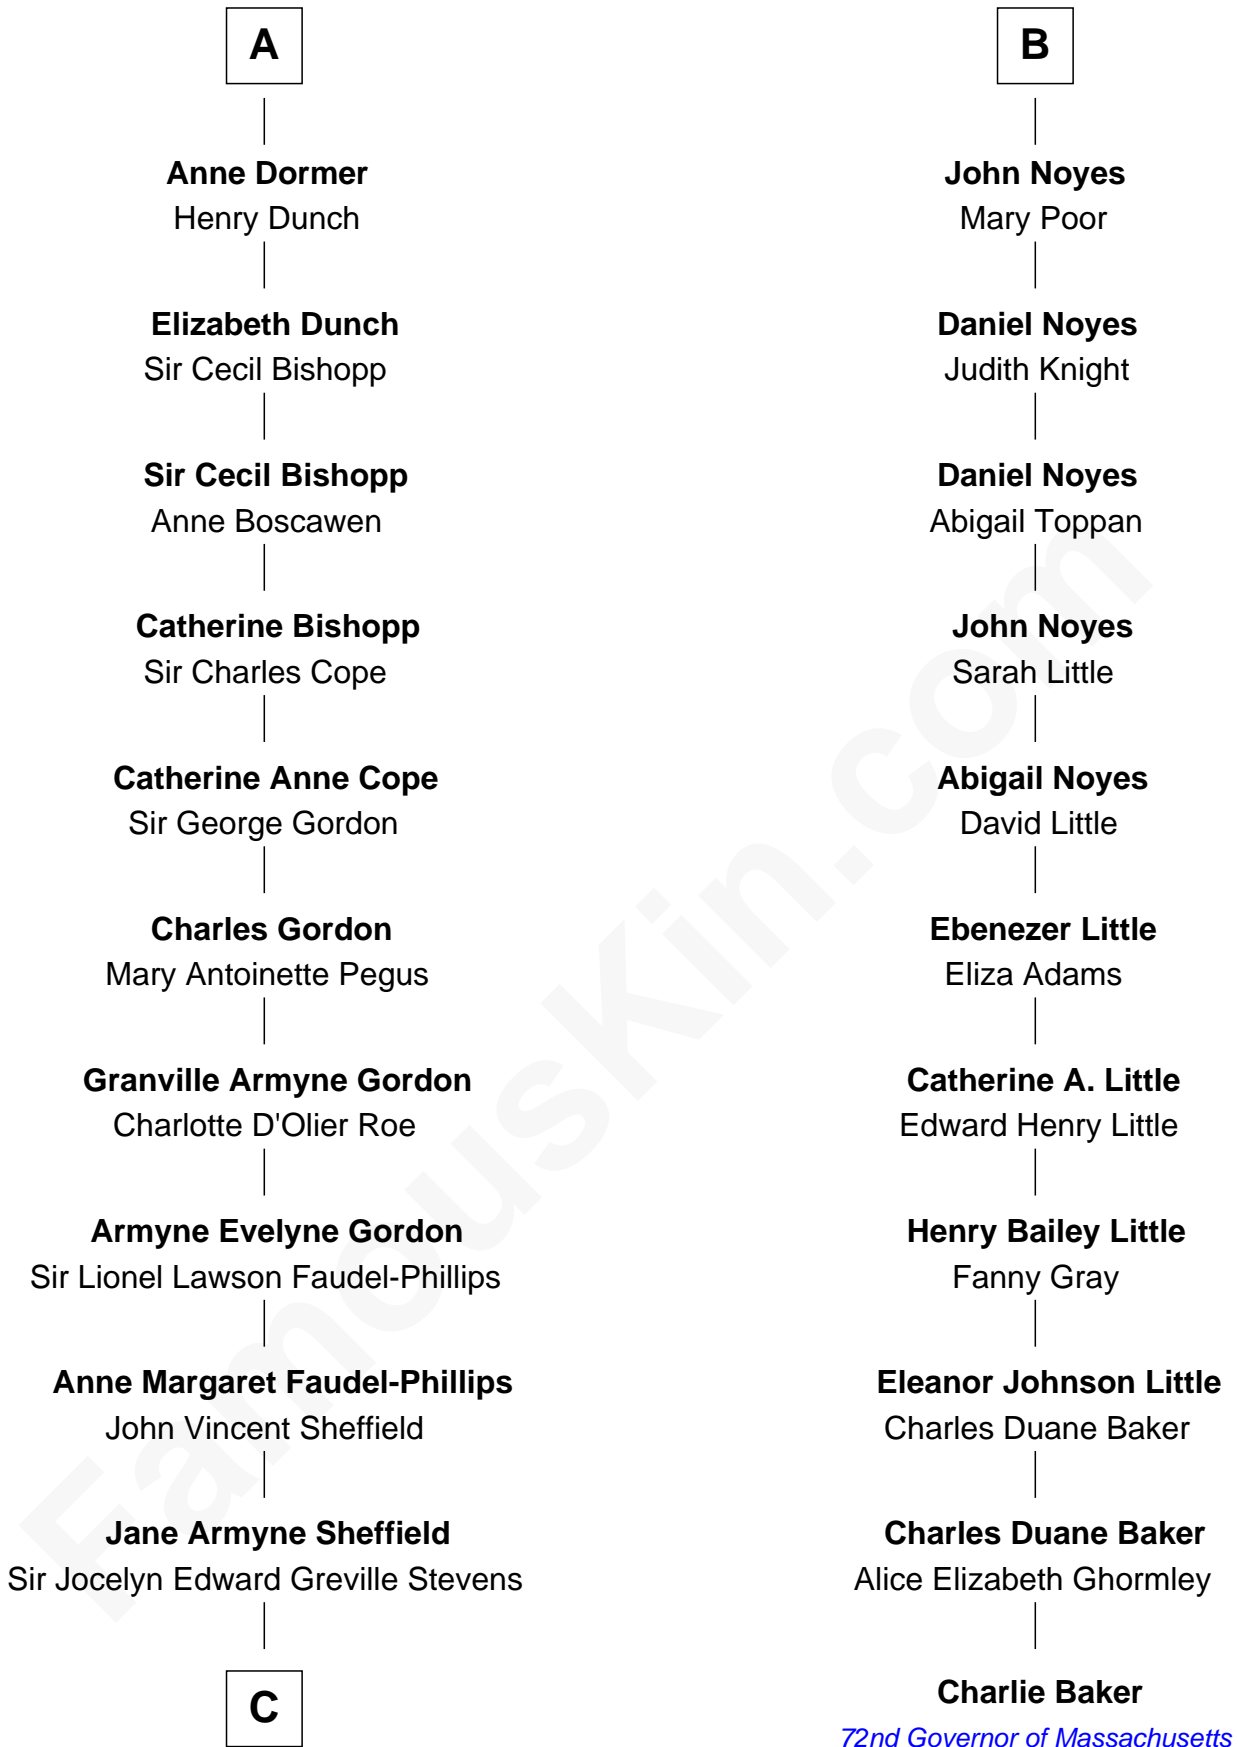 A
Anne Dormer
Henry Dunch
Elizabeth Dunch
Sir Cecil Bishopp
Sir Cecil Bishopp
Anne Boscawen
Catherine Bishopp
Sir Charles Cope
Catherine Anne Cope
Sir George Gordon
Charles Gordon
Mary Antoinette Pegus
Granville Armyne Gordon
Charlotte D'Olier Roe
Armyne Evelyne Gordon
Sir Lionel Lawson Faudel-Phillips
Anne Margaret Faudel-Phillips
John Vincent Sheffield
Jane Armyne Sheffield
Sir Jocelyn Edward Greville Stevens
C
B
John Noyes
Mary Poor
Daniel Noyes
Judith Knight
Daniel Noyes
Abigail Toppan
John Noyes
Sarah Little
Abigail Noyes
David Little
Ebenezer Little
Eliza Adams
Catherine A. Little
Edward Henry Little
Henry Bailey Little
Fanny Gray
Eleanor Johnson Little
Charles Duane Baker
Charles Duane Baker
Alice Elizabeth Ghormley
Charlie Baker
72nd Governor of Massachusetts
FamousKin.com